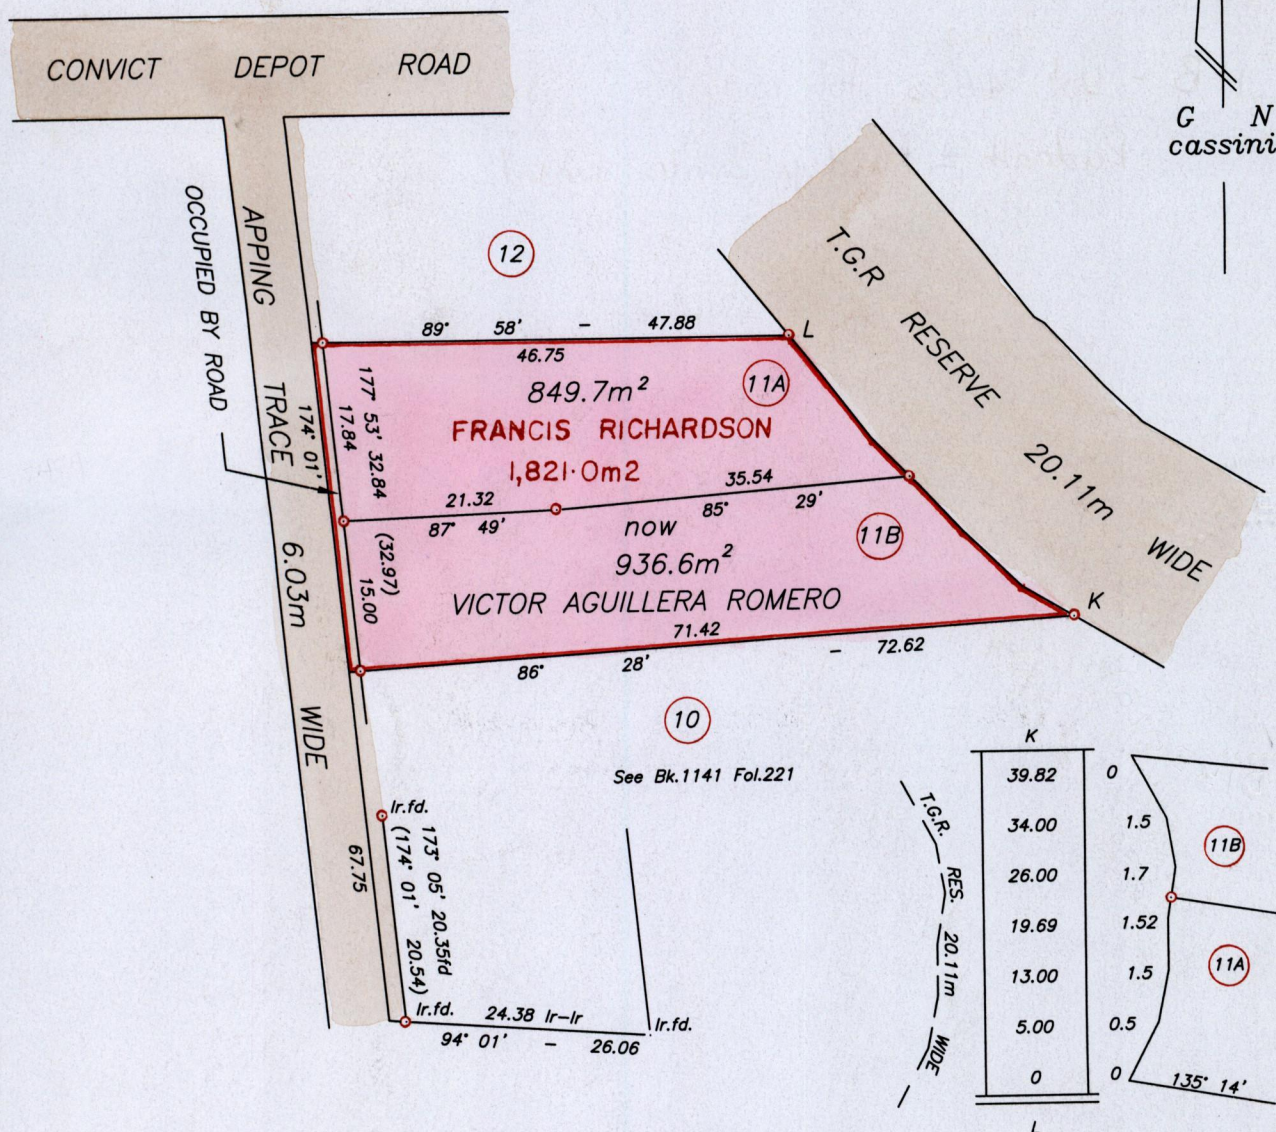 CONVICT DEPOT ROAD
G N
cassini
APPING TRACE 6.03m WIDE
OCCUPIED BY ROAD
12
T.G.R RESERVE 20.11m WIDE
89° 58' - 47.88
L
46.75
11A
849.7m²
FRANCIS RICHARDSON
1,821·0m2
174° 01'
177° 53' 32.84
17.84
21.32
35.54
87° 49'
85° 29'
now
11B
936.6m²
(32.97)
15.00
VICTOR AGUILLERA ROMERO
K
71.42
86° 28' - 72.62
10
See Bk.1141 Fol.221
67.75
Ir.fd.
173° 05' 20.35fd
(174° 01' 20.54)
Ir.fd.
24.38 Ir-Ir
Ir.fd.
94° 01' - 26.06
T.G.R. RES. 20.11m WIDE
K
39.82 0
34.00 1.5
11B
26.00 1.7
19.69 1.52
13.00 1.5
11A
5.00 0.5
0 0
135° 14'